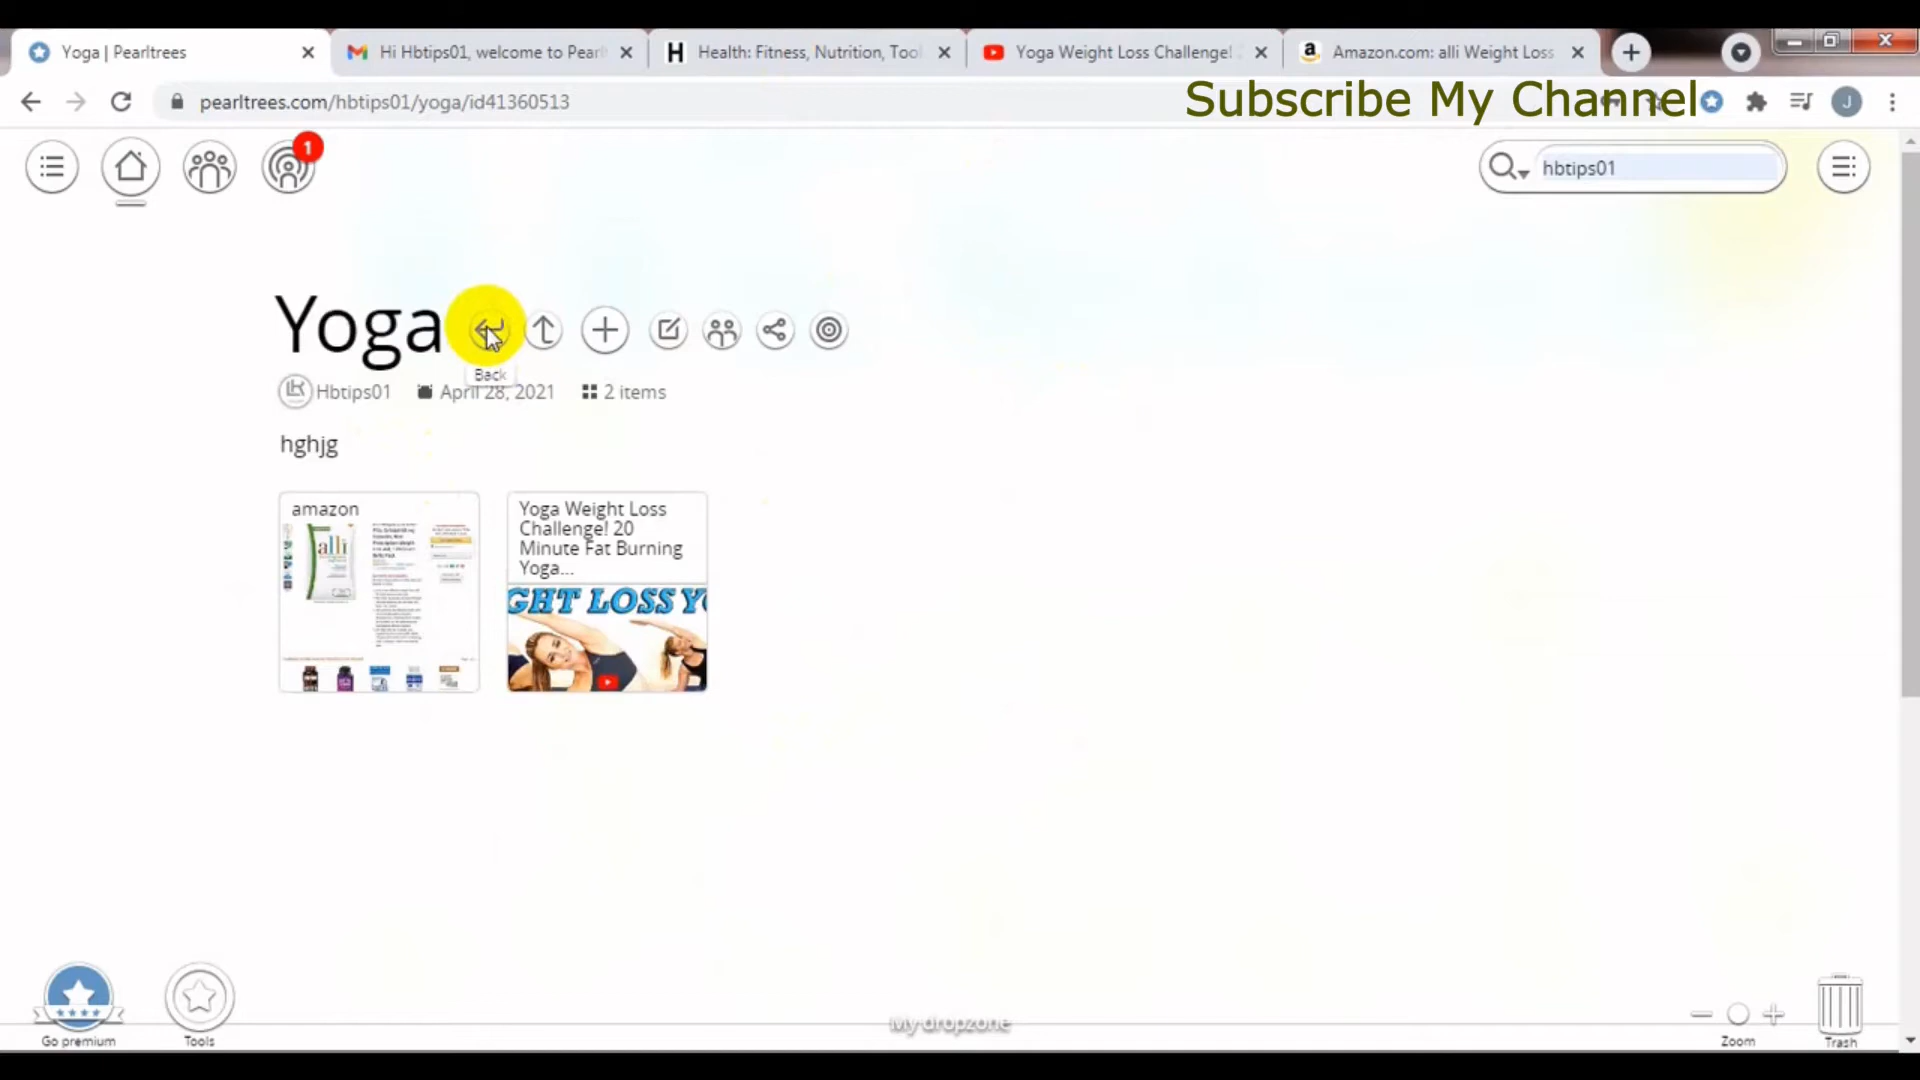 Yoga | Pearltrees
Hi Hbtips01, welcome to Pearl
Health: Fitness, Nutrition, Tool
Yoga Weight Loss Challenge!
Amazon.com: alli Weight Loss
pearltrees.com/hbtips01/yoga/id41360513
Subscribe My Channel
J
1
hbtips01
Yoga
Back
Hbtips01
April 28, 2021
2 items
hghjg
amazon
alli
Yoga Weight Loss
Challenge! 20
Minute Fat Burning
Yoga...
GHT LOSS Y
Go premium
Tools
My dropzone
Zoom
Trash